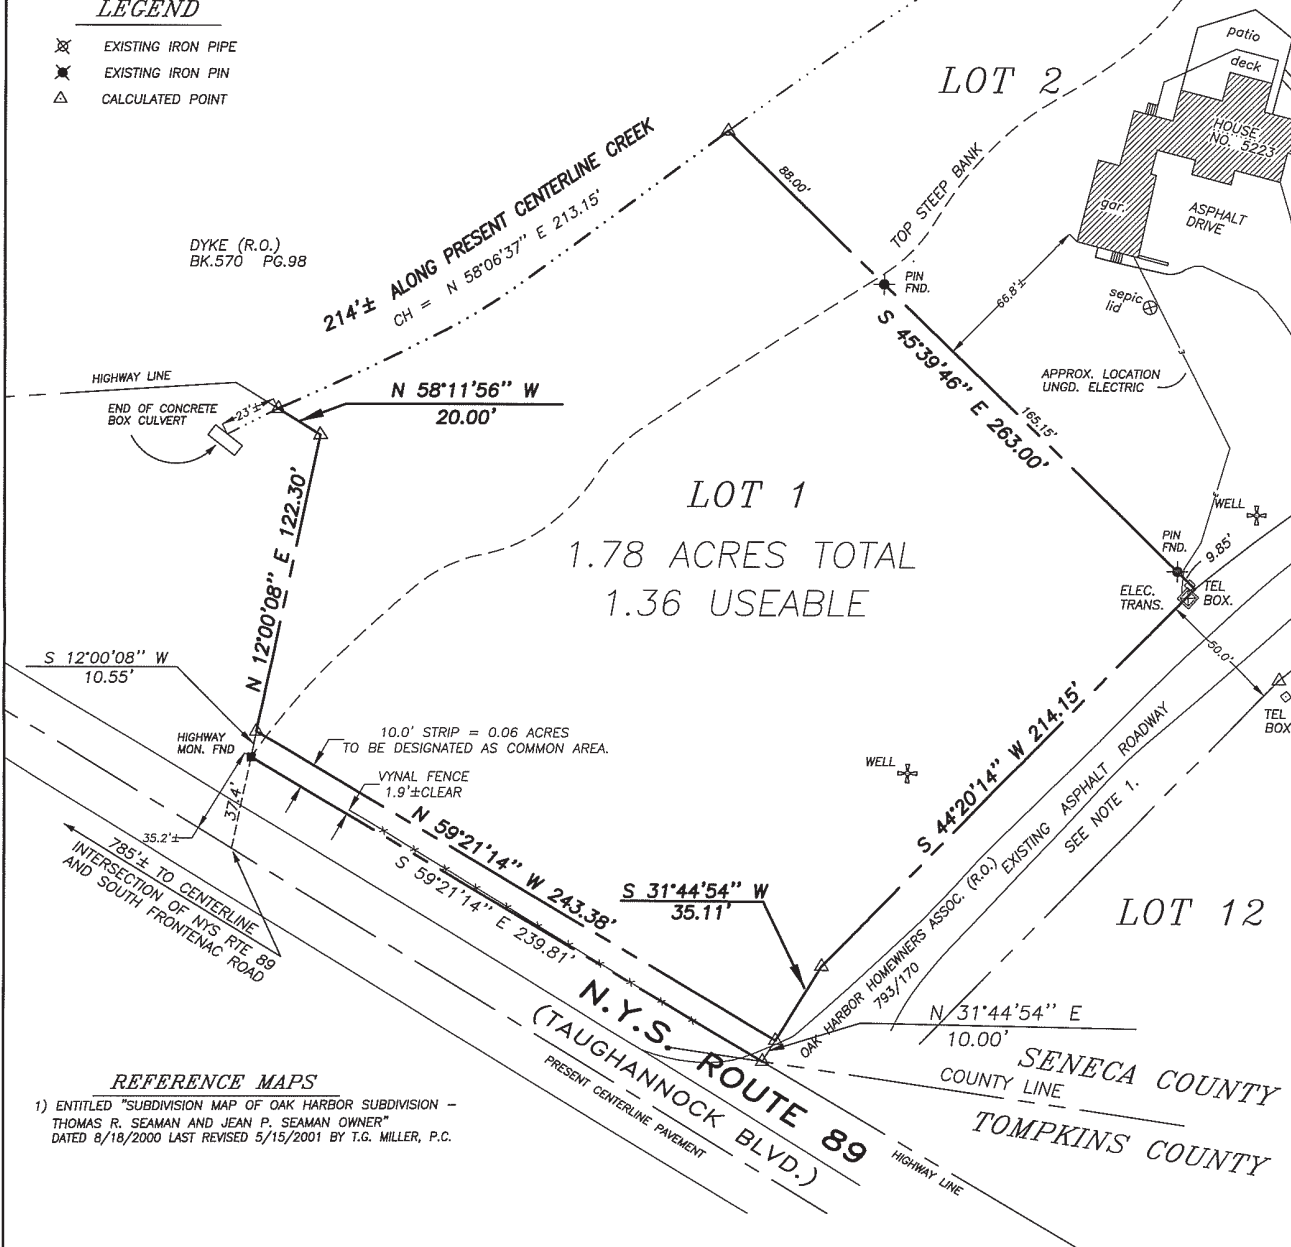 LEGEND
EXISTING IRON PIPE
EXISTING IRON PIN
CALCULATED POINT
LOT 2
patio
deck
HOUSE
NO. 5223
gar.
ASPHALT
DRIVE
88.00'
TOP STEEP BANK
214'± ALONG PRESENT CENTERLINE CREEK
CH = N 58°06'37" E 213.15'
DYKE (R.O.)
BK.570 PG.98
PIN
FND.
66.8'±
sepic
lid
HIGHWAY LINE
END OF CONCRETE
BOX CULVERT
23'±
N 58°11'56" W
20.00'
S 45°39'46" E 263.00'
165.15'
APPROX. LOCATION
UNGD. ELECTRIC
LOT 1
1.78 ACRES TOTAL
1.36 USEABLE
WELL
PIN
FND.
9.85'
ELEC.
TRANS.
TEL
BOX.
N 12°00'08" E 122.30'
S 12°00'08" W
10.55'
50.0'
TEL
BOX
HIGHWAY
MON. FND
10.0' STRIP = 0.06 ACRES
TO BE DESIGNATED AS COMMON AREA.
VYNAL FENCE
1.9'±CLEAR
WELL
S 44°20'14" W 214.15'
EXISTING ASPHALT ROADWAY
SEE NOTE 1.
37.4'
35.2'±
N 59°21'14" W 243.38'
S 59°21'14" E 239.81'
785'± TO CENTERLINE
INTERSECTION OF NYS RTE 89
AND SOUTH FRONTENAC ROAD
S 31°44'54" W
35.11'
LOT 12
OAK HARBOR HOMEWNERS ASSOC. (R.O.)
793/170
N 31°44'54" E
10.00'
N.Y.S. ROUTE 89
(TAUGHANNOCK BLVD.)
PRESENT CENTERLINE PAVEMENT
HIGHWAY LINE
SENECA COUNTY
COUNTY LINE
TOMPKINS COUNTY
REFERENCE MAPS
1) ENTITLED "SUBDIVISION MAP OF OAK HARBOR SUBDIVISION –
THOMAS R. SEAMAN AND JEAN P. SEAMAN OWNER"
DATED 8/18/2000 LAST REVISED 5/15/2001 BY T.G. MILLER, P.C.